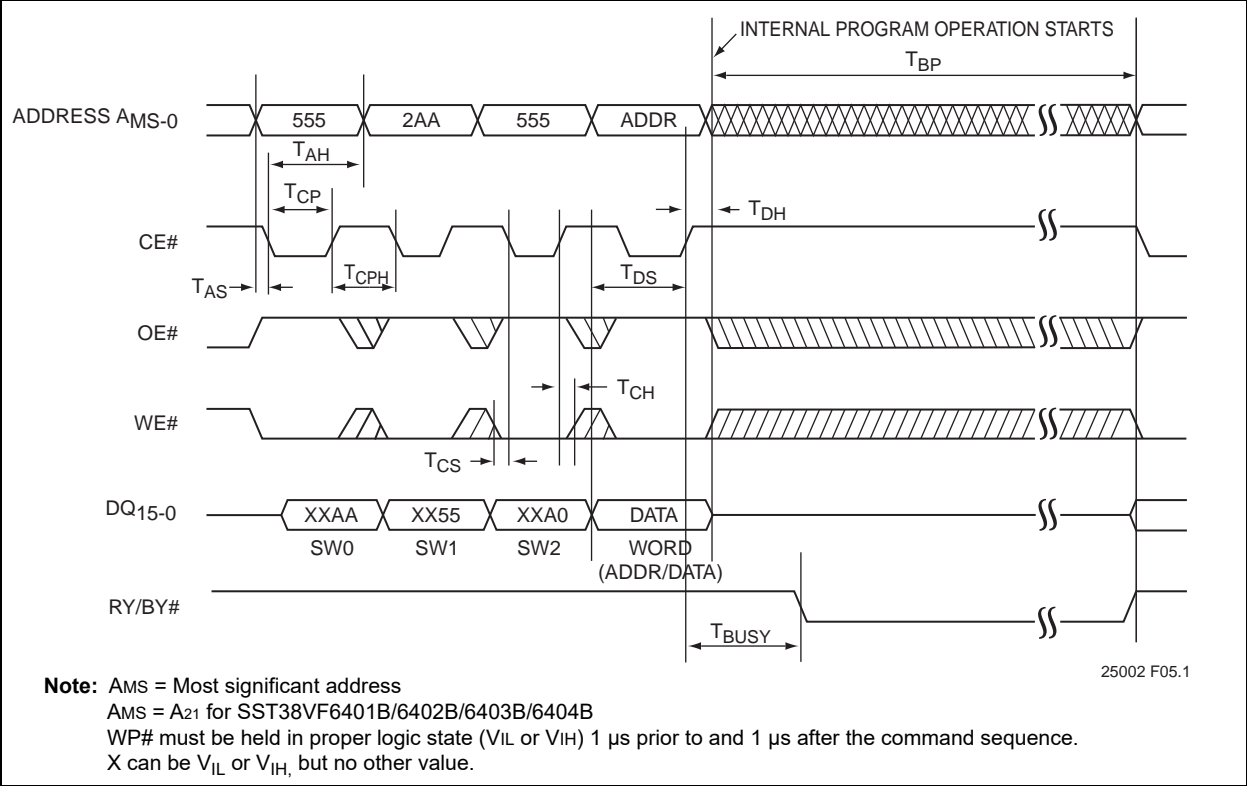 INTERNAL PROGRAM OPERATION STARTS
TBP
ADDRESS AMS-0
555
2AA
555
ADDR
TAH
TCP
TDH
CE#
TCPH
TDS
TAS
OE#
TCH
WE#
TCS
DQ15-0
XXAA
XX55
XXA0
DATA
SW0
SW1
SW2
WORD
(ADDR/DATA)
RY/BY#
TBUSY
25002 F05.1
Note: AMS = Most significant address
AMS = A21 for SST38VF6401B/6402B/6403B/6404B
WP# must be held in proper logic state (VIL or VIH) 1 µs prior to and 1 µs after the command sequence.
X can be VIL or VIH, but no other value.